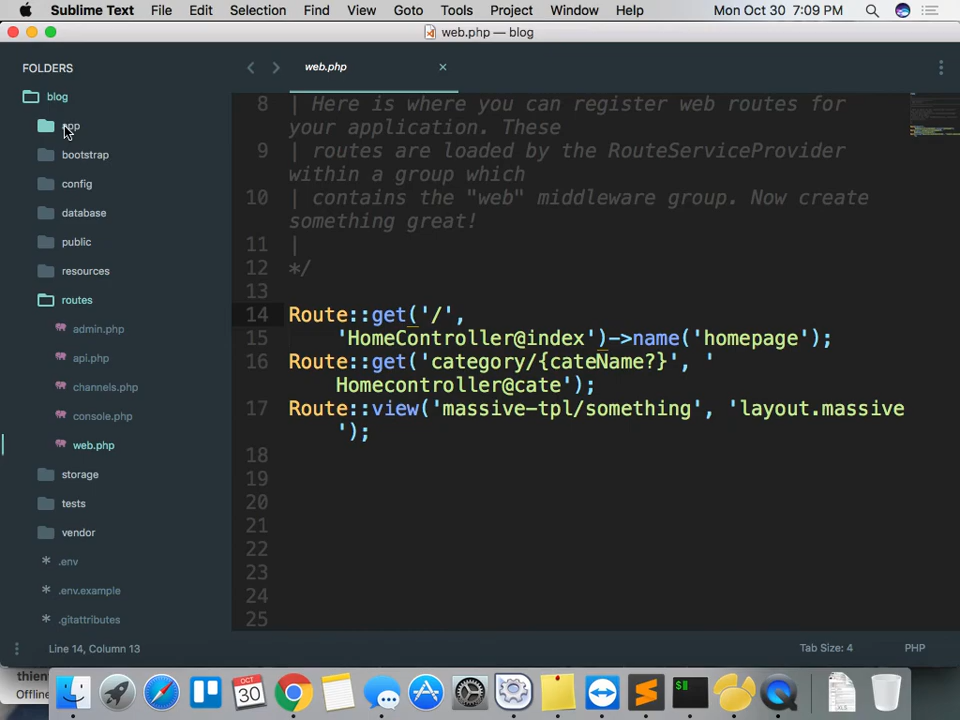 Sublime Text File Edit Selection Find View Goto Tools Project Window Help Mon Oct 30 7:09 PM
web.php — blog
FOLDERS
blog
app
bootstrap
config
database
public
resources
routes
admin.php
api.php
channels.php
console.php
web.php
storage
tests
vendor
.env
.env.example
.gitattributes
web.php
8 | Here is where you can register web routes for
your application. These
9 | routes are loaded by the RouteServiceProvider
within a group which
10 | contains the "web" middleware group. Now create
something great!
11 |
12 */
13
14 Route::get('/',
15 'HomeController@index')->name('homepage');
16 Route::get('category/{cateName?}', '
Homecontroller@cate');
17 Route::view('massive-tpl/something', 'layout.massive
');
18
19
20
21
22
23
24
25
Line 14, Column 13 Tab Size: 4 PHP
Offline
OCT
30
$
XLS